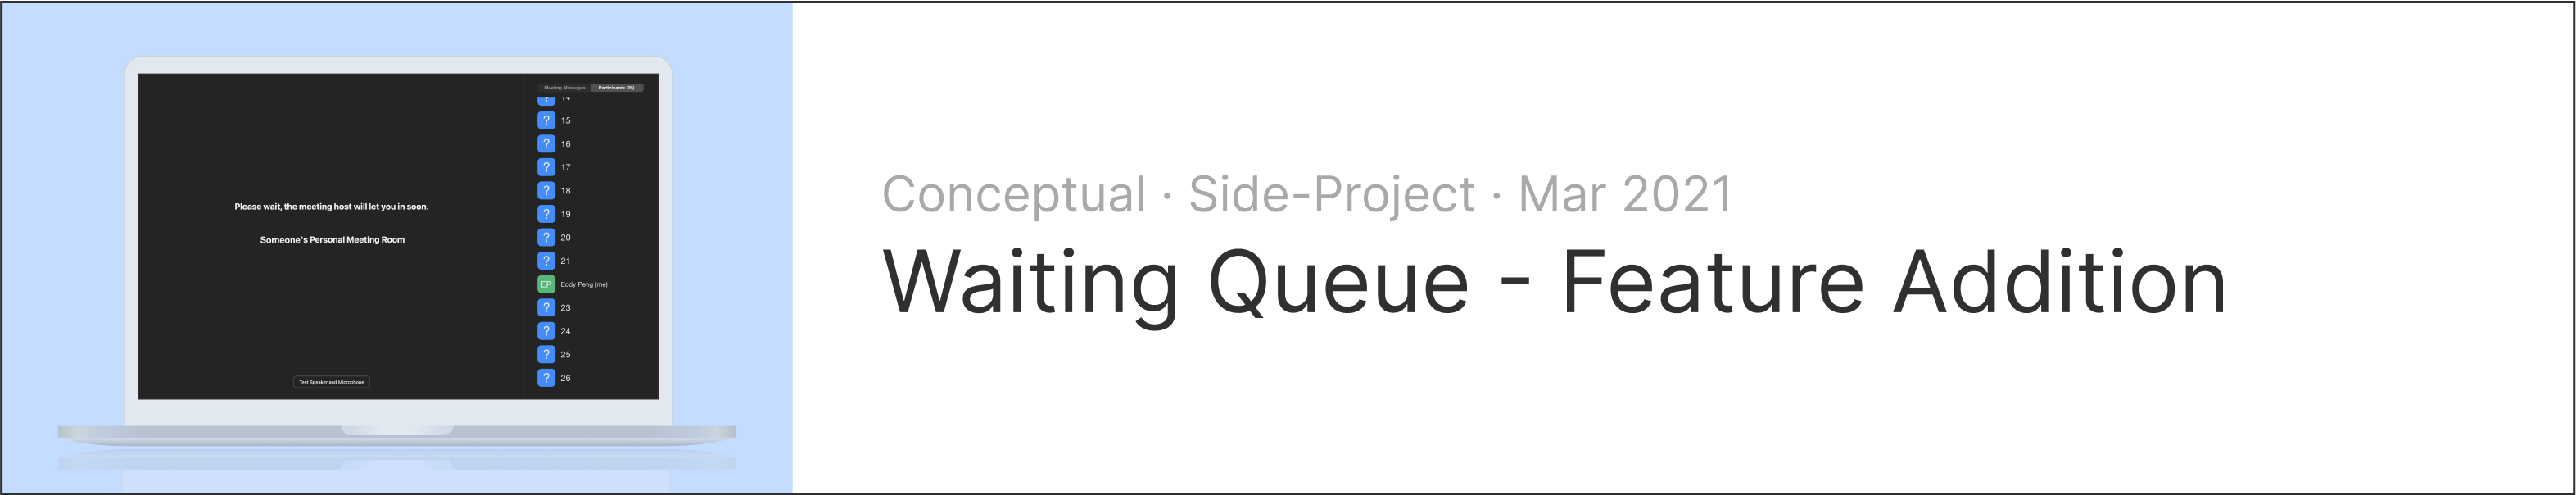 Meeting Messages Participants (25)
? 14
? 15
? 16
? 17
? 18
? 19
? 20
? 21
EP Eddy Peng (me)
? 23
? 24
? 25
? 26
Please wait, the meeting host will let you in soon.
Someone's Personal Meeting Room
Test Speaker and Microphone
Conceptual · Side-Project · Mar 2021
Waiting Queue - Feature Addition